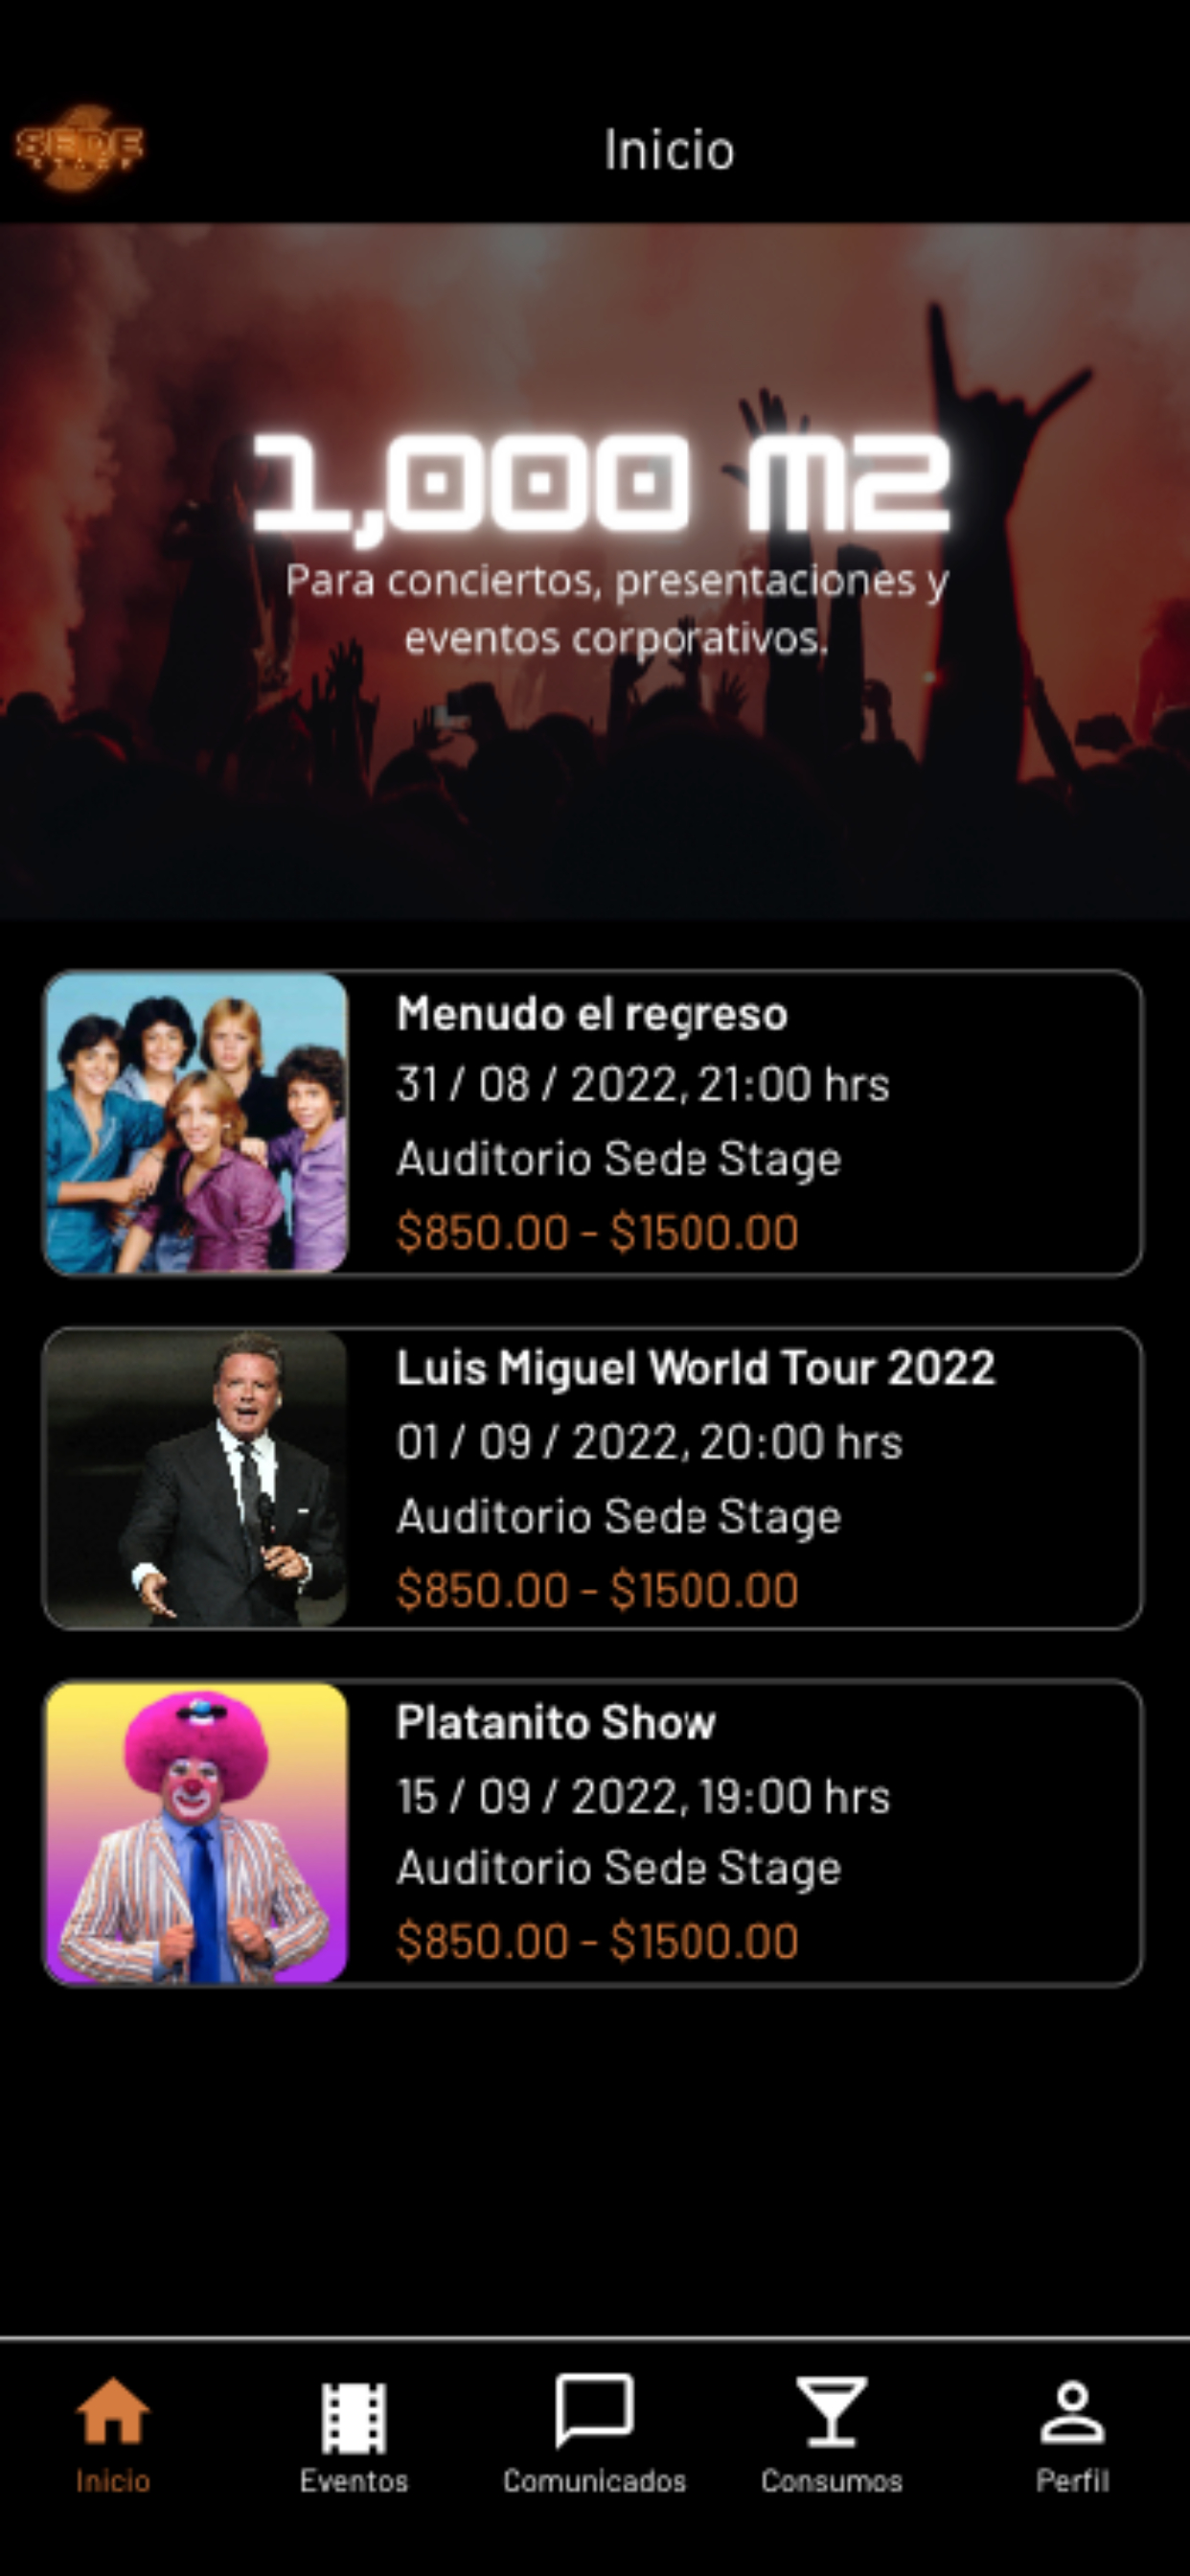 SEDE
STAGE
Inicio
1,000 M2
Para conciertos, presentaciones y
eventos corporativos.
Menudo el regreso
31 / 08 / 2022, 21:00 hrs
Auditorio Sede Stage
$850.00 - $1500.00
Luis Miguel World Tour 2022
01 / 09 / 2022, 20:00 hrs
Auditorio Sede Stage
$850.00 - $1500.00
Platanito Show
15 / 09 / 2022, 19:00 hrs
Auditorio Sede Stage
$850.00 - $1500.00
Inicio
Eventos
Comunicados
Consumos
Perfil